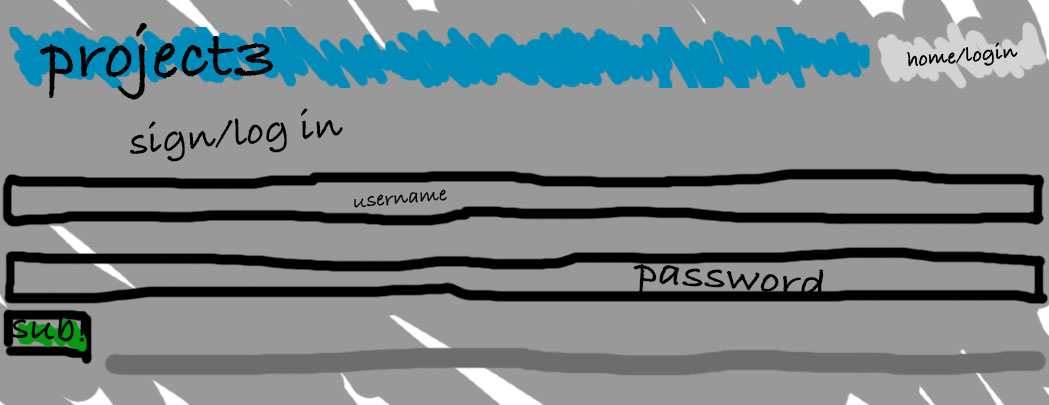 project3
home/login
sign/log in
username
password
sub!